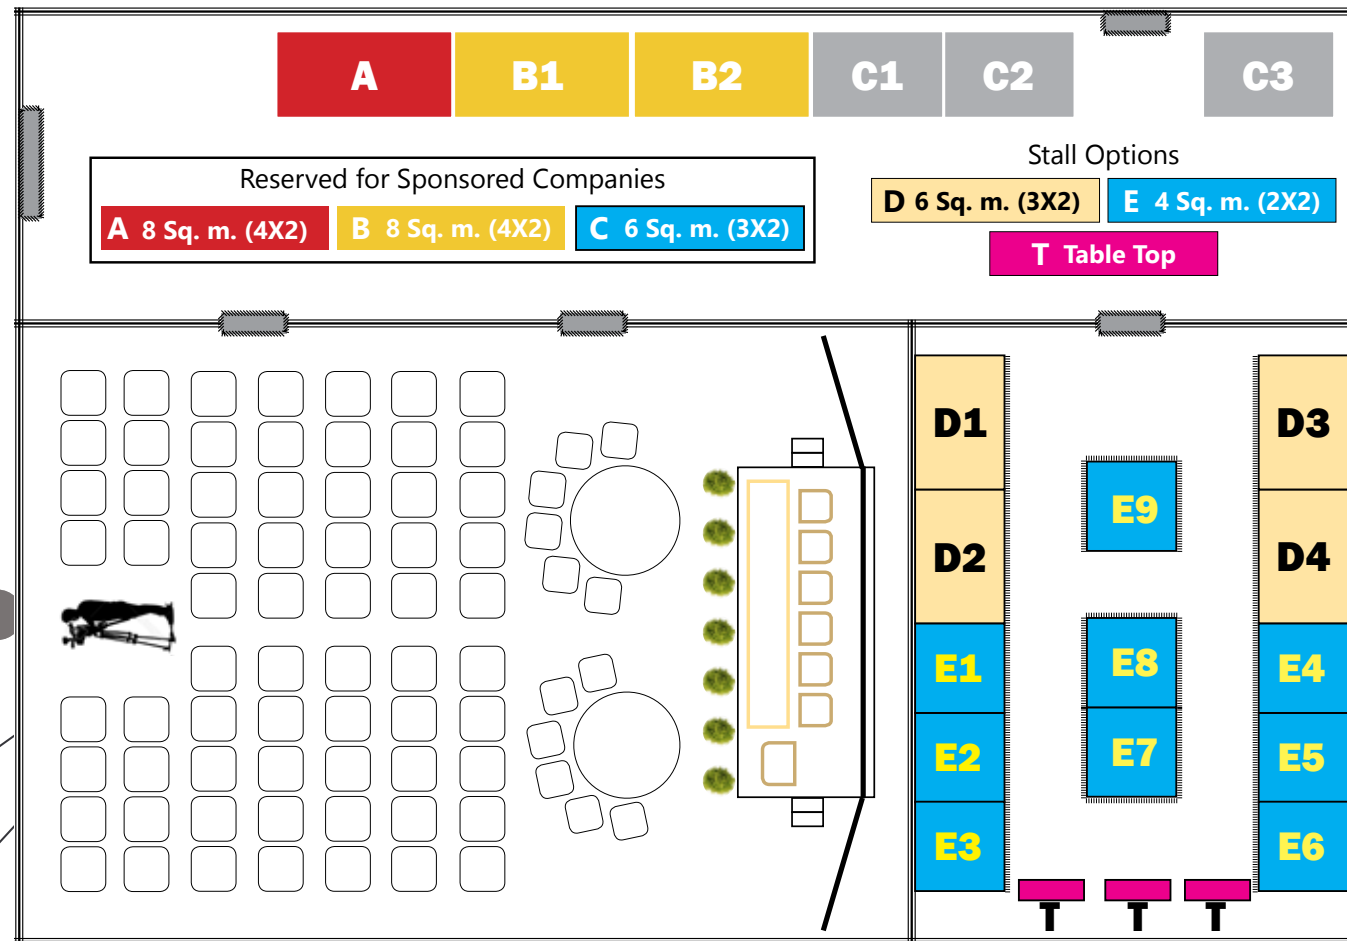 A B1 B2 C1 C2 C3
Reserved for Sponsored Companies
A 8 Sq. m. (4X2) B 8 Sq. m. (4X2) C 6 Sq. m. (3X2)
Stall Options
D 6 Sq. m. (3X2) E 4 Sq. m. (2X2)
T Table Top
D1 D3
E9
D2 D4
E1 E8 E4
E2 E7 E5
E3 E6
T T T